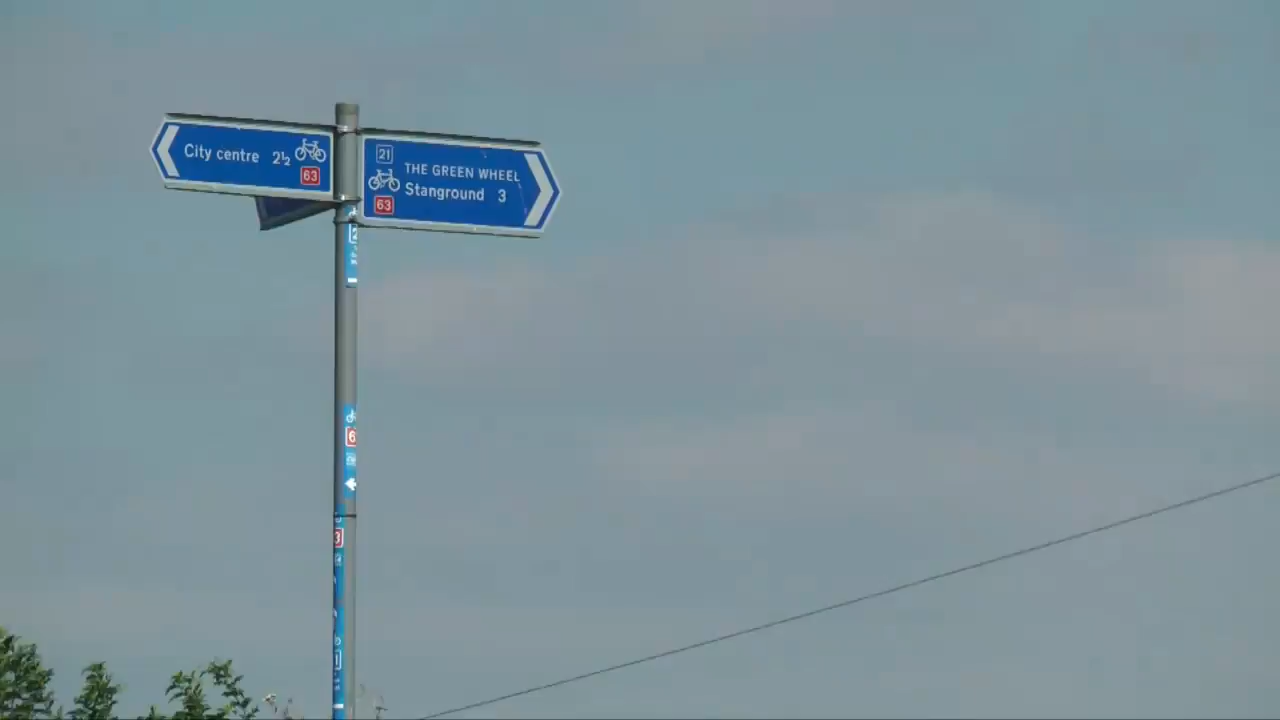 City centre 2½
63
21
THE GREEN WHEEL
Stanground 3
63